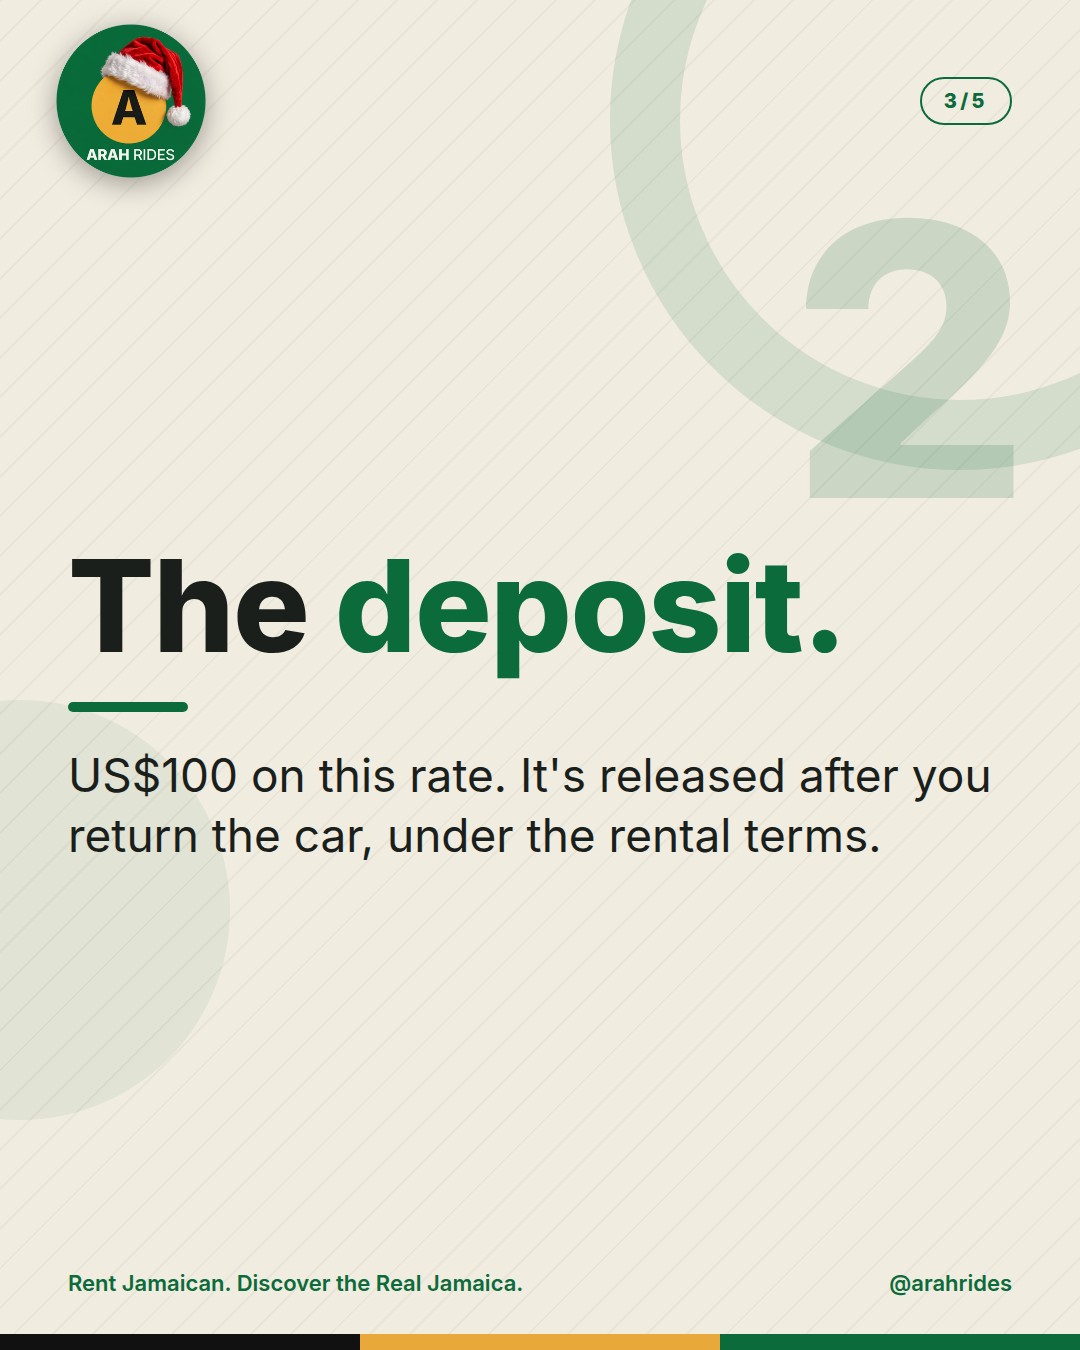 A
ARAH RIDES
3/5
2
The deposit.
US$100 on this rate. It's released after you
return the car, under the rental terms.
Rent Jamaican. Discover the Real Jamaica.
@arahrides